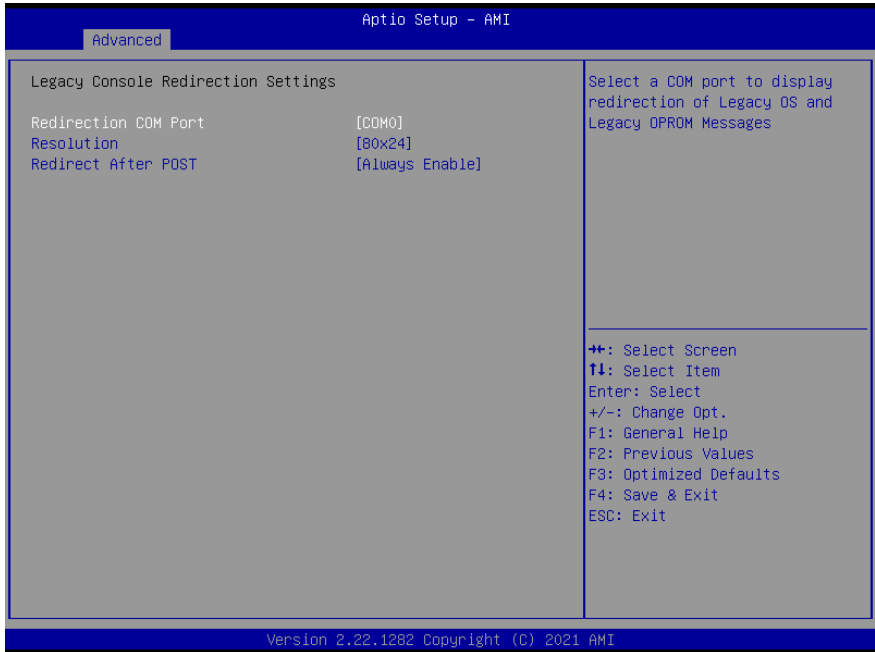 Aptio Setup – AMI
Advanced
Legacy Console Redirection Settings
Redirection COM Port [COM0]
Resolution [80x24]
Redirect After POST [Always Enable]
Select a COM port to display
redirection of Legacy OS and
Legacy OPROM Messages
→←: Select Screen
↑↓: Select Item
Enter: Select
+/-: Change Opt.
F1: General Help
F2: Previous Values
F3: Optimized Defaults
F4: Save & Exit
ESC: Exit
Version 2.22.1282 Copyright (C) 2021 AMI